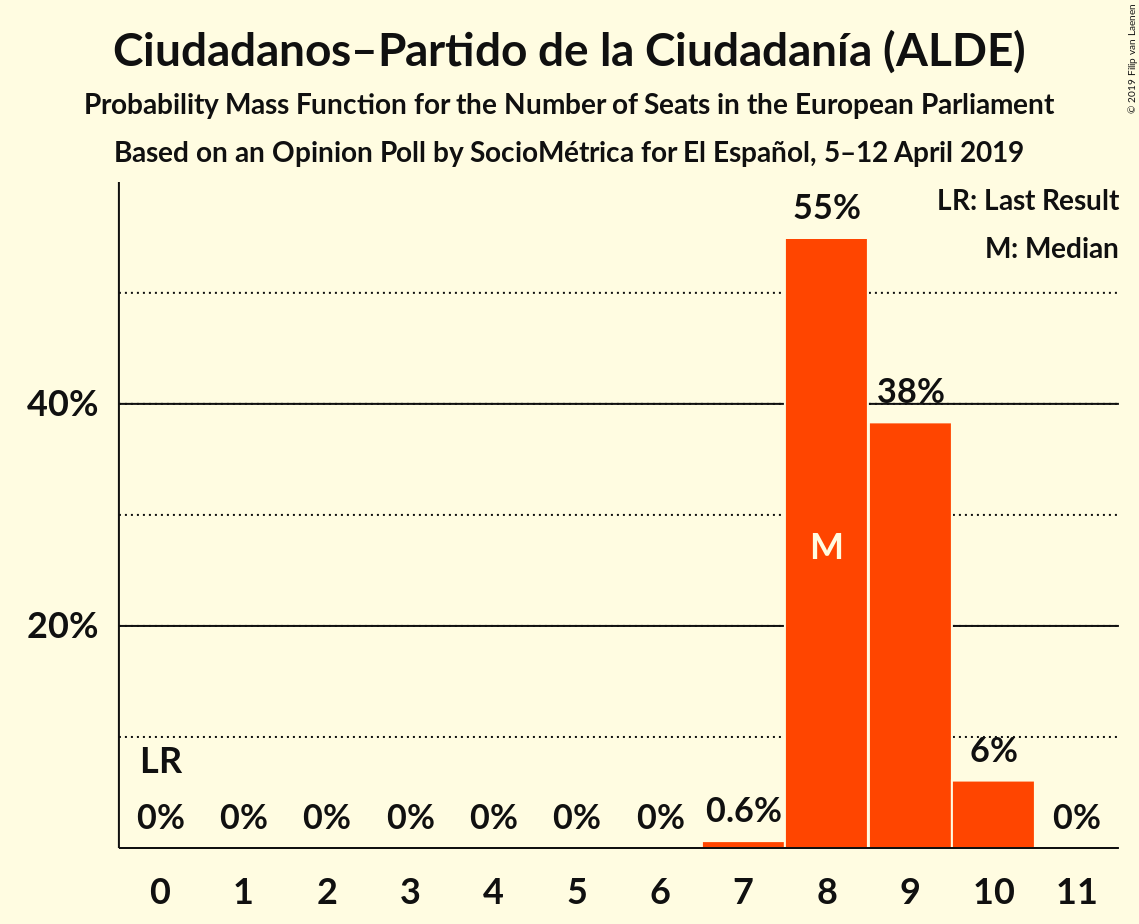 Ciudadanos–Partido de la Ciudadanía (ALDE)
Probability Mass Function for the Number of Seats in the European Parliament
Based on an Opinion Poll by SocioMétrica for El Español, 5–12 April 2019
© 2019 Filip van Laenen
LR: Last Result
M: Median
55%
38%
40%
M
20%
LR
6%
0% 0% 0% 0% 0% 0% 0% 0.6% 0%
0 1 2 3 4 5 6 7 8 9 10 11